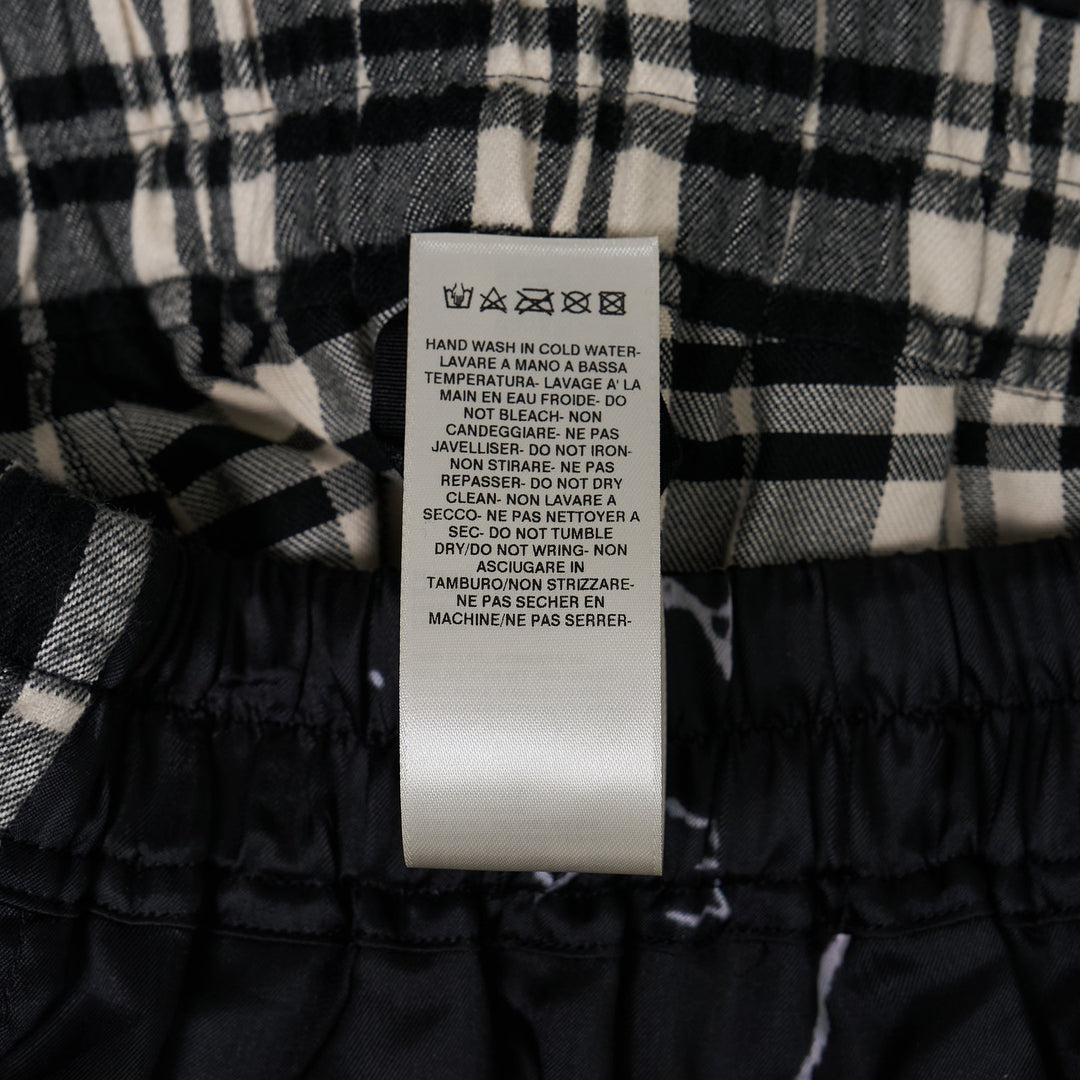 HAND WASH IN COLD WATER-
LAVARE A MANO A BASSA
TEMPERATURA- LAVAGE A' LA
MAIN EN EAU FROIDE- DO
NOT BLEACH- NON
CANDEGGIARE- NE PAS
JAVELLISER- DO NOT IRON-
NON STIRARE- NE PAS
REPASSER- DO NOT DRY
CLEAN- NON LAVARE A
SECCO- NE PAS NETTOYER A
SEC- DO NOT TUMBLE
DRY/DO NOT WRING- NON
ASCIUGARE IN
TAMBURO/NON STRIZZARE-
NE PAS SECHER EN
MACHINE/NE PAS SERRER-